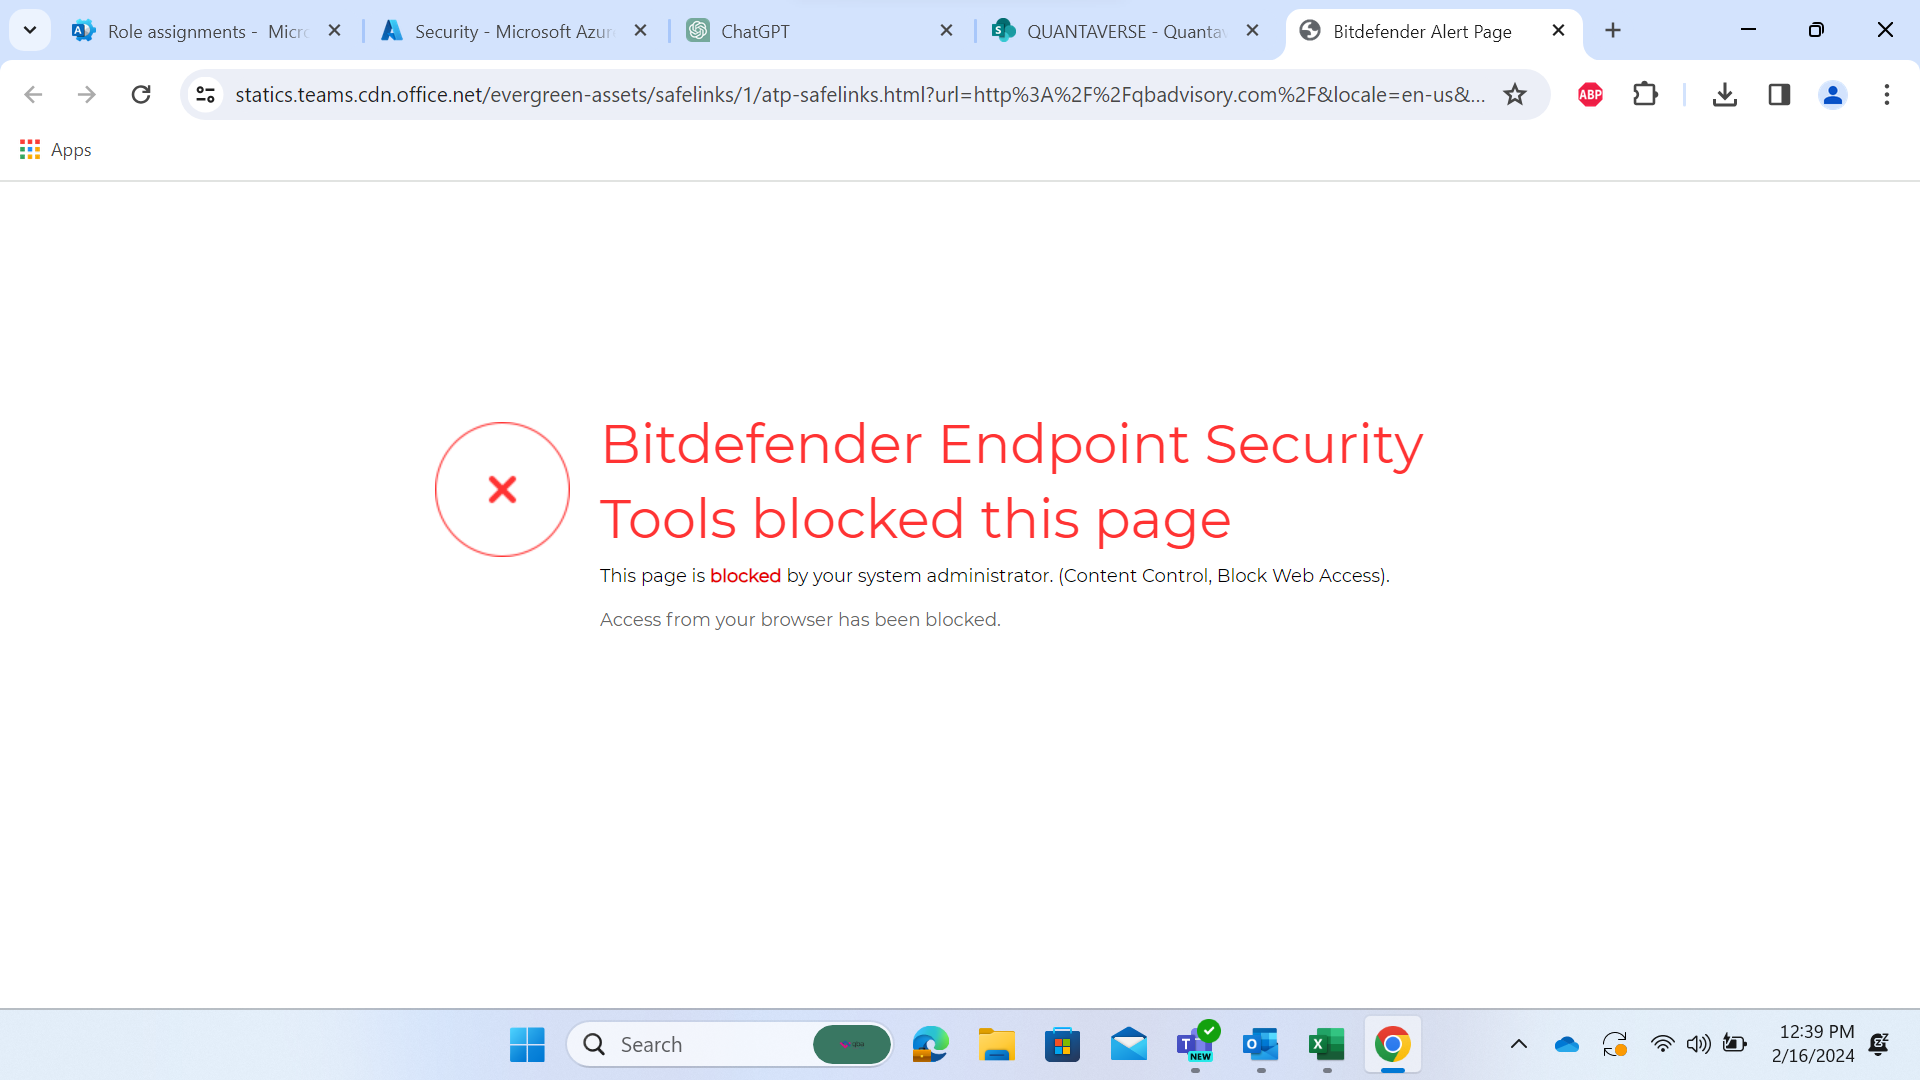 Role assignments - Micro
Security - Microsoft Azur
ChatGPT
QUANTAVERSE - Quantav
Bitdefender Alert Page
statics.teams.cdn.office.net/evergreen-assets/safelinks/1/atp-safelinks.html?url=http%3A%2F%2Fqbadvisory.com%2F&locale=en-us&...
ABP
Apps
Bitdefender Endpoint Security
Tools blocked this page
This page is blocked by your system administrator. (Content Control, Block Web Access).
Access from your browser has been blocked.
Search
qba
NEW
12:39 PM
2/16/2024